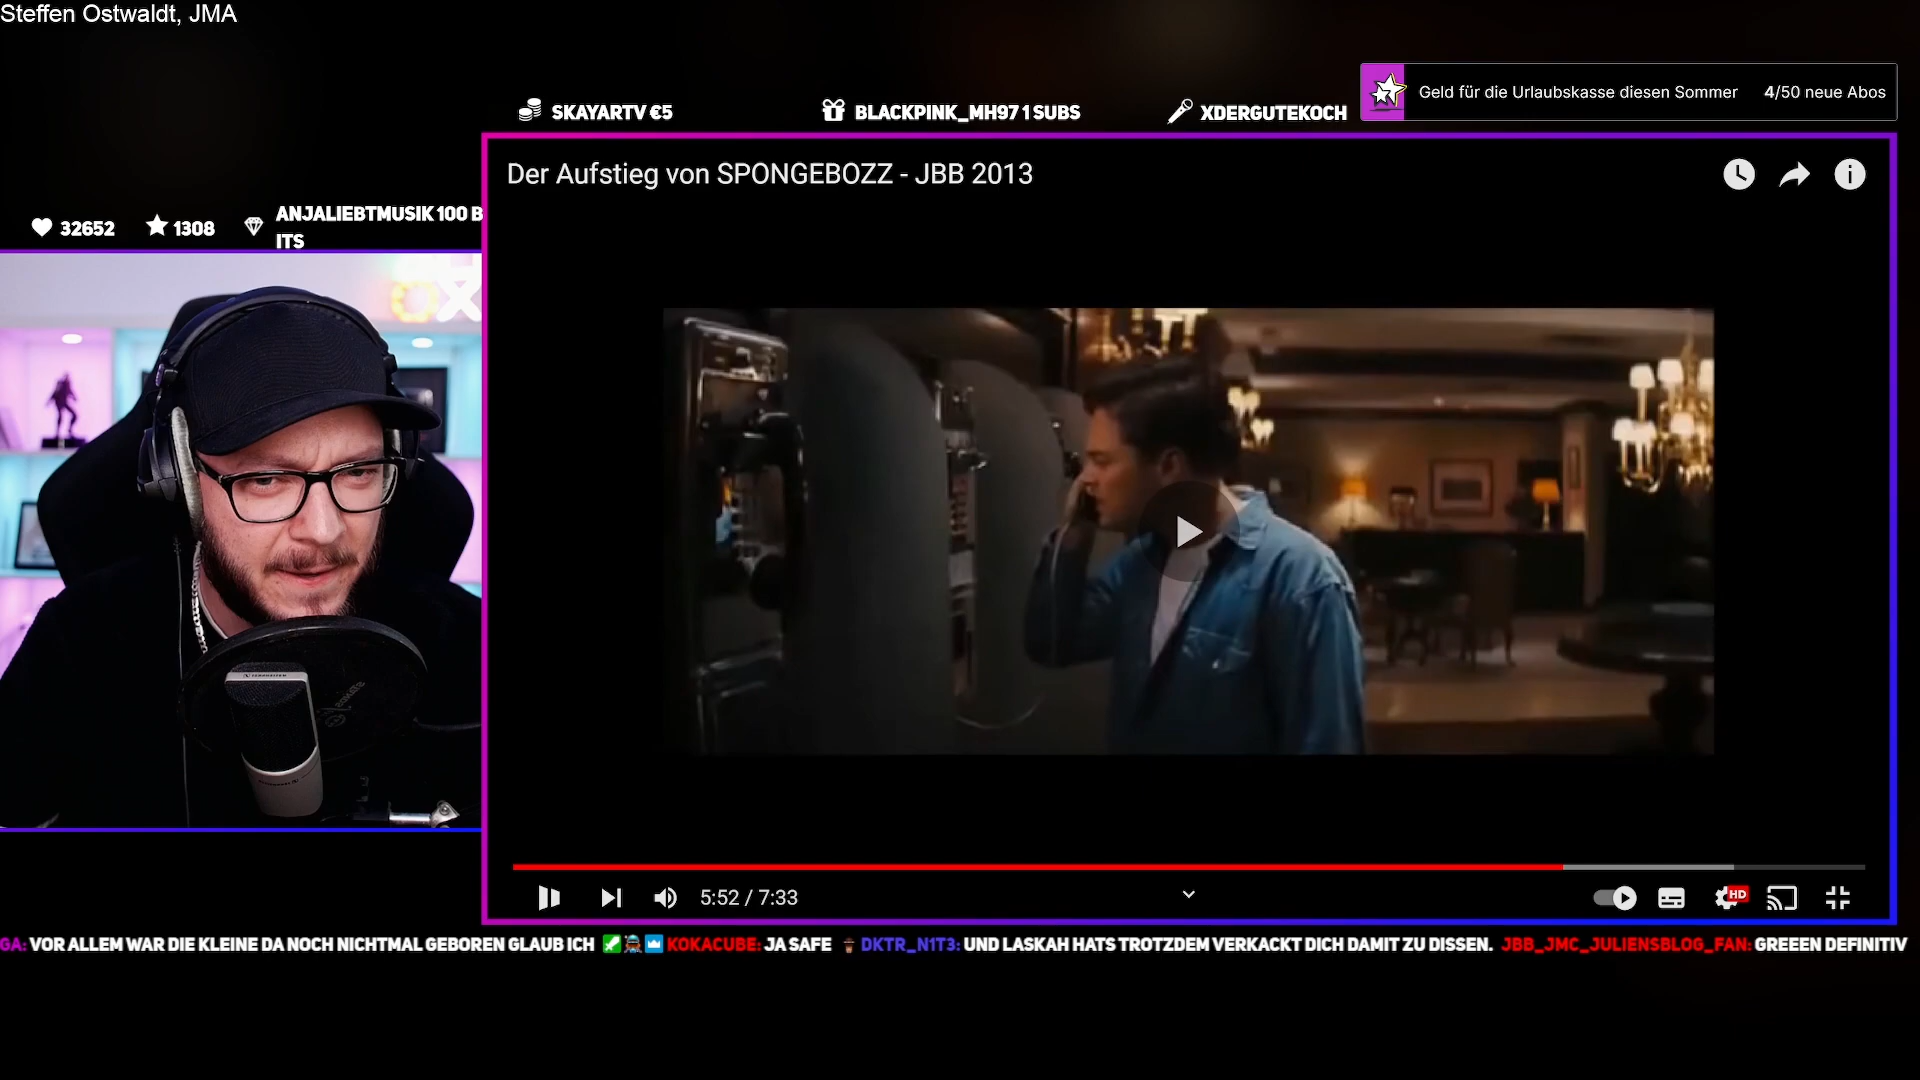 Steffen Ostwaldt, JMA
SKAYARTV €5
BLACKPINK_MH97 1 SUBS
XDERGUTEKOCH
Geld für die Urlaubskasse diesen Sommer
4/50 neue Abos
Der Aufstieg von SPONGEBOZZ - JBB 2013
32652
1308
ANJALIEBTMUSIK 100 B
ITS
5:52 / 7:33
HD
GA: VOR ALLEM WAR DIE KLEINE DA NOCH NICHTMAL GEBOREN GLAUB ICH KOKACUBE: JA SAFE DKTR_N1T3: UND LASKAH HATS TROTZDEM VERKACKT DICH DAMIT ZU DISSEN. JBB_JMC_JULIENSBLOG_FAN: GREEEN DEFINITIV